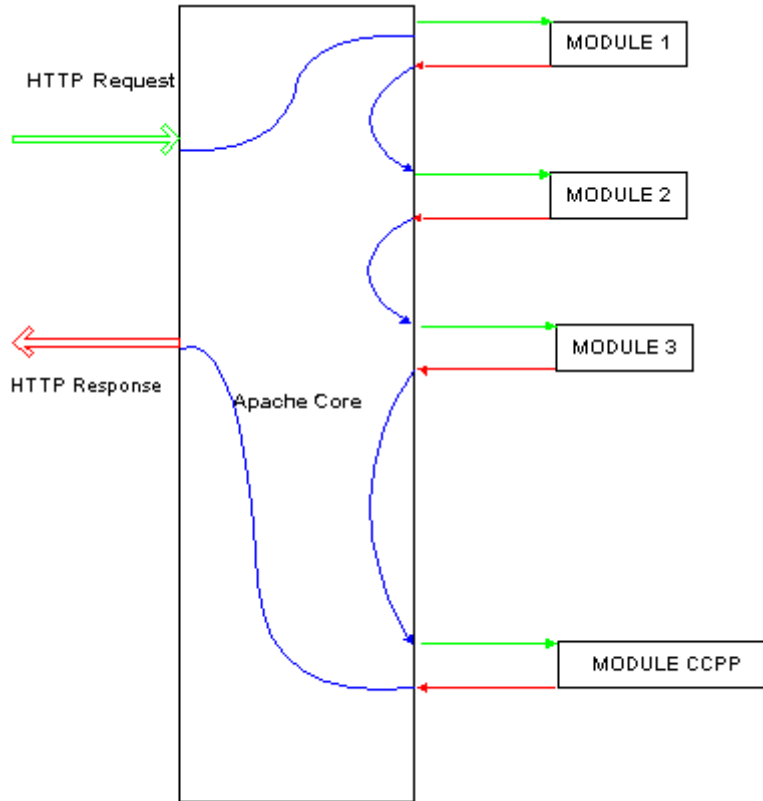 MODULE 1
HTTP Request
MODULE 2
MODULE 3
HTTP Response
Apache Core
MODULE CCPP